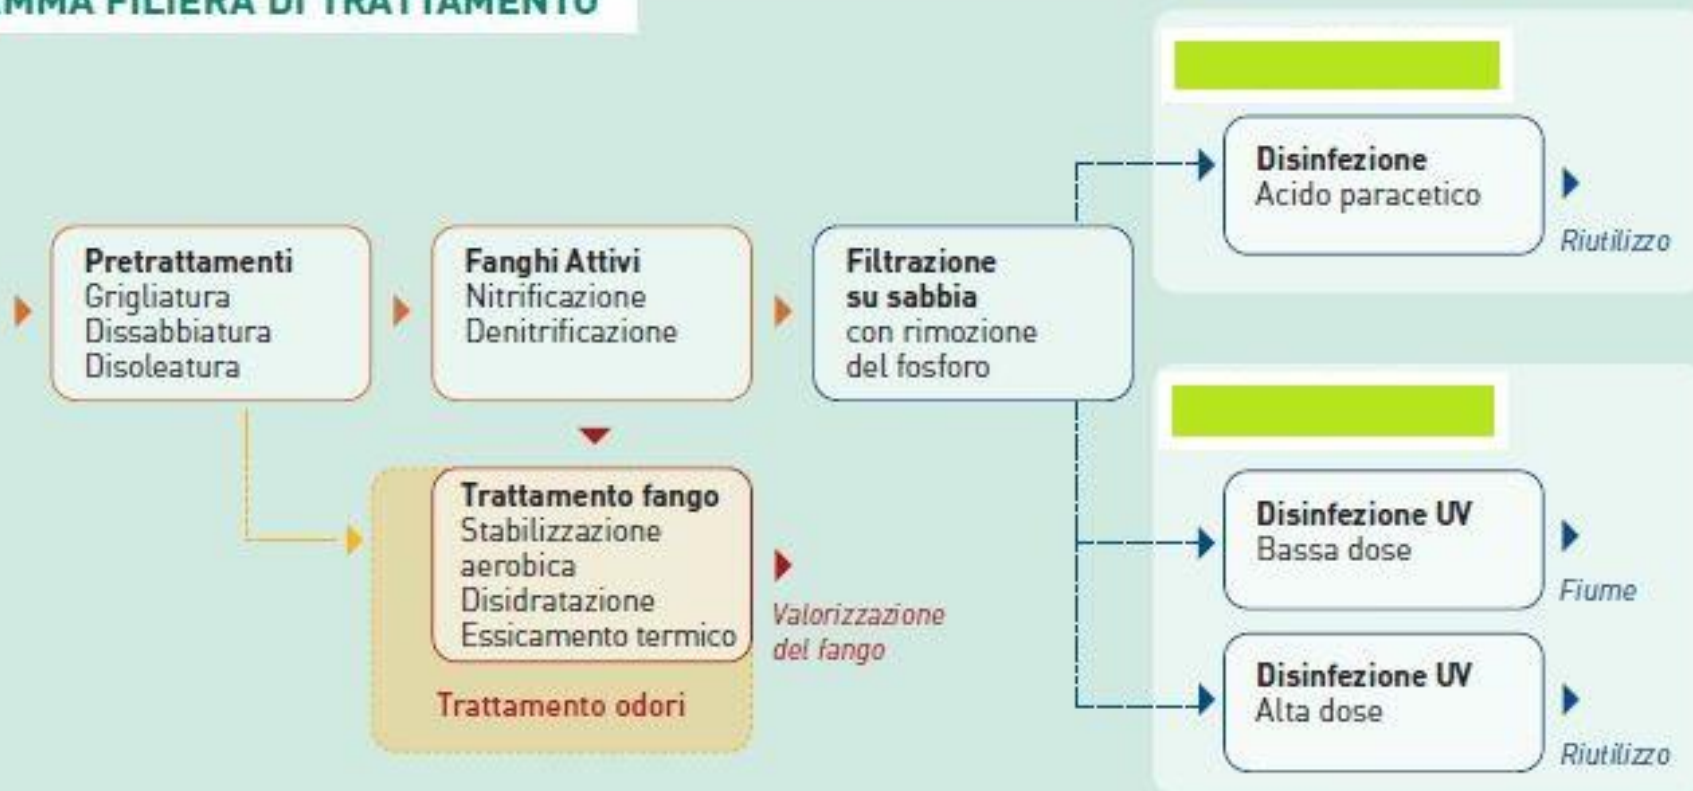 FILIERA DI TRATTAMENTO
Pretrattamenti
Grigliatura
Dissabbiatura
Disoleatura
Fanghi Attivi
Nitrificazione
Denitrificazione
Filtrazione
su sabbia
con rimozione
del fosforo
Trattamento fango
Stabilizzazione
aerobica
Disidratazione
Essicamento termico
Trattamento odori
Valorizzazione
del fango
Disinfezione
Acido paracetico
Riutilizzo
Disinfezione UV
Bassa dose
Fiume
Disinfezione UV
Alta dose
Riutilizzo